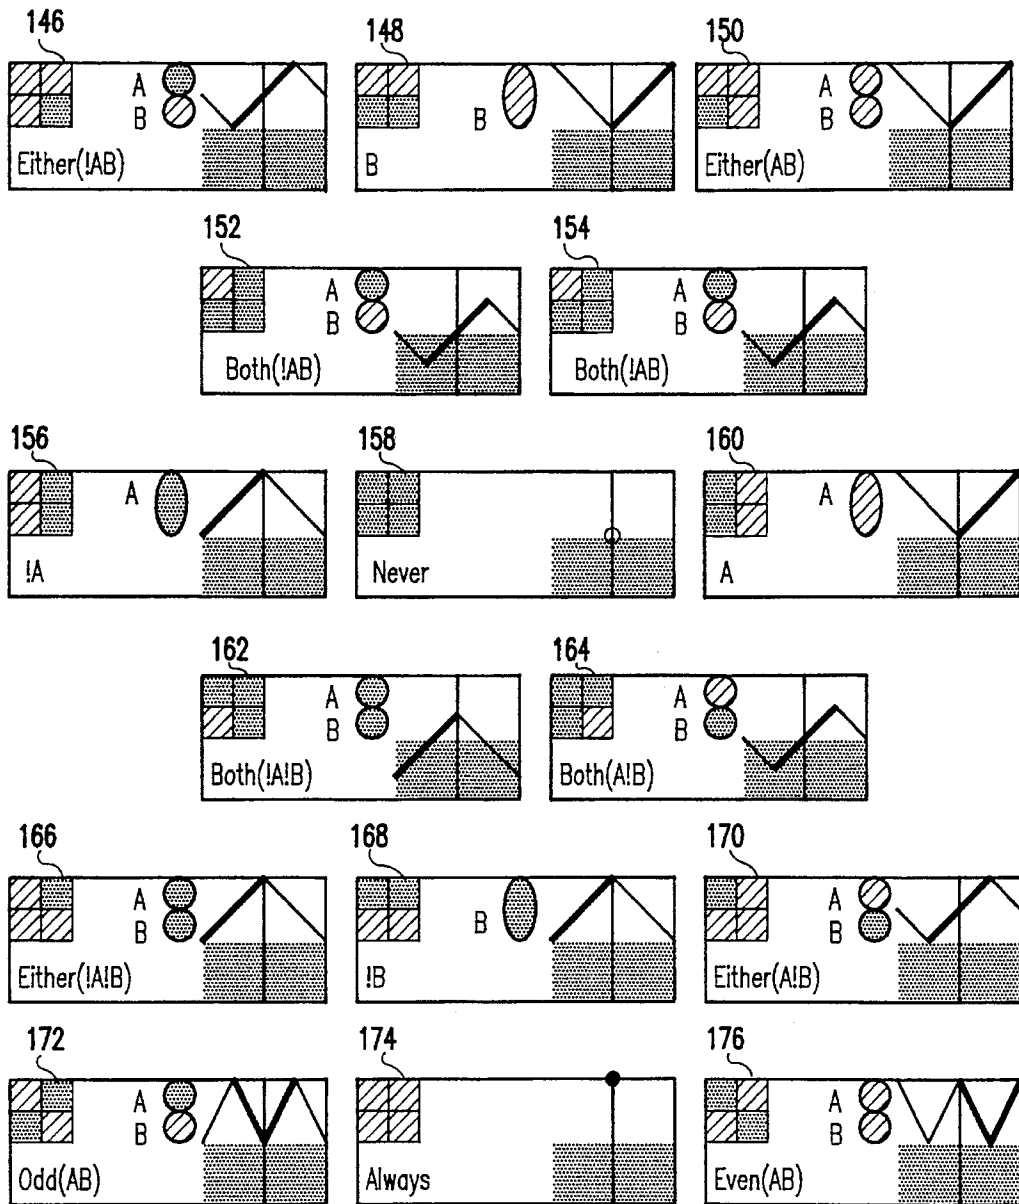 146
148
150
A
B
Either(!AB)
B
B
A
B
Either(AB)
152
154
A
B
Both(!AB)
A
B
Both(!AB)
156
158
160
A
!A
Never
A
A
162
164
A
B
Both(!A!B)
A
B
Both(A!B)
166
168
170
A
B
Either(!A!B)
B
!B
A
B
Either(A!B)
172
174
176
A
B
Odd(AB)
Always
A
B
Even(AB)